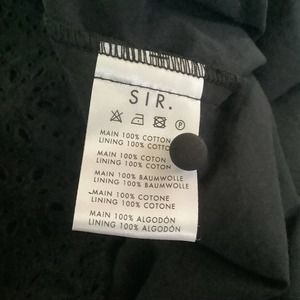 SIR.
MAIN 100% COTTON
LINING 100% COTTON
MAIN 100% COTON
LINING 100% COTON
MAIN 100% BAUMWOLLE
LINING 100% BAUMWOLLE
MAIN 100% COTONE
LINING 100% COTONE
MAIN 100% ALGODÓN
LINING 100% ALGODÓN